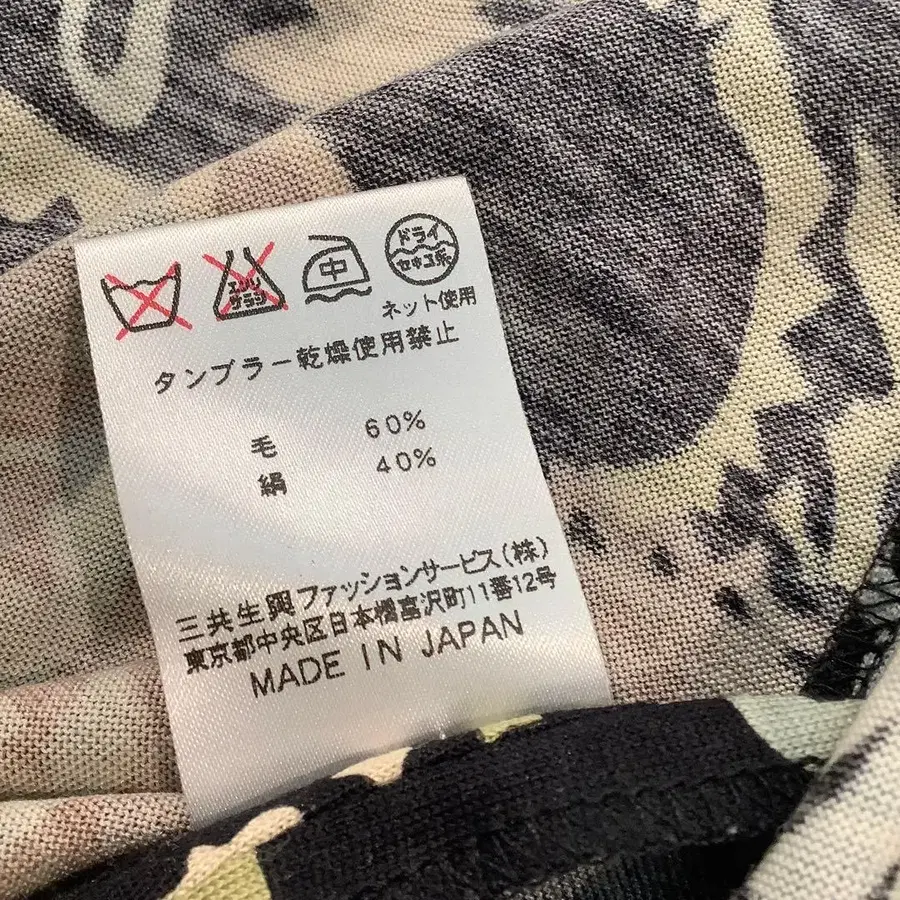 エンソ
サラシ
中
ドライ
セキユ系
ネット使用
タンブラー乾燥使用禁止
毛 60%
絹 40%
三共生興ファッションサービス(株)
東京都中央区日本橋富沢町11番12号
MADE IN JAPAN